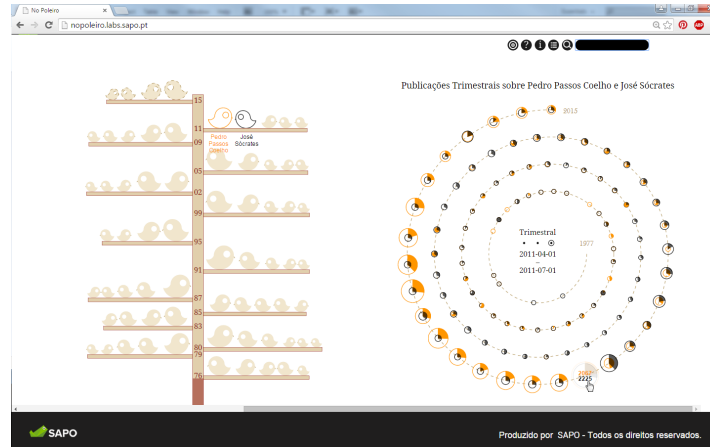 No Poleiro
nopoleiro.labs.sapo.pt
ABP
Publicações Trimestrais sobre Pedro Passos Coelho e José Sócrates
15
11
Pedro
Passos
Coelho
José
Sócrates
09
05
02
99
95
91
87
85
83
80
79
76
2015
Trimestral
1977
2011-04-01
–
2011-07-01
2225
SAPO
Produzido por SAPO - Todos os direitos reservados.